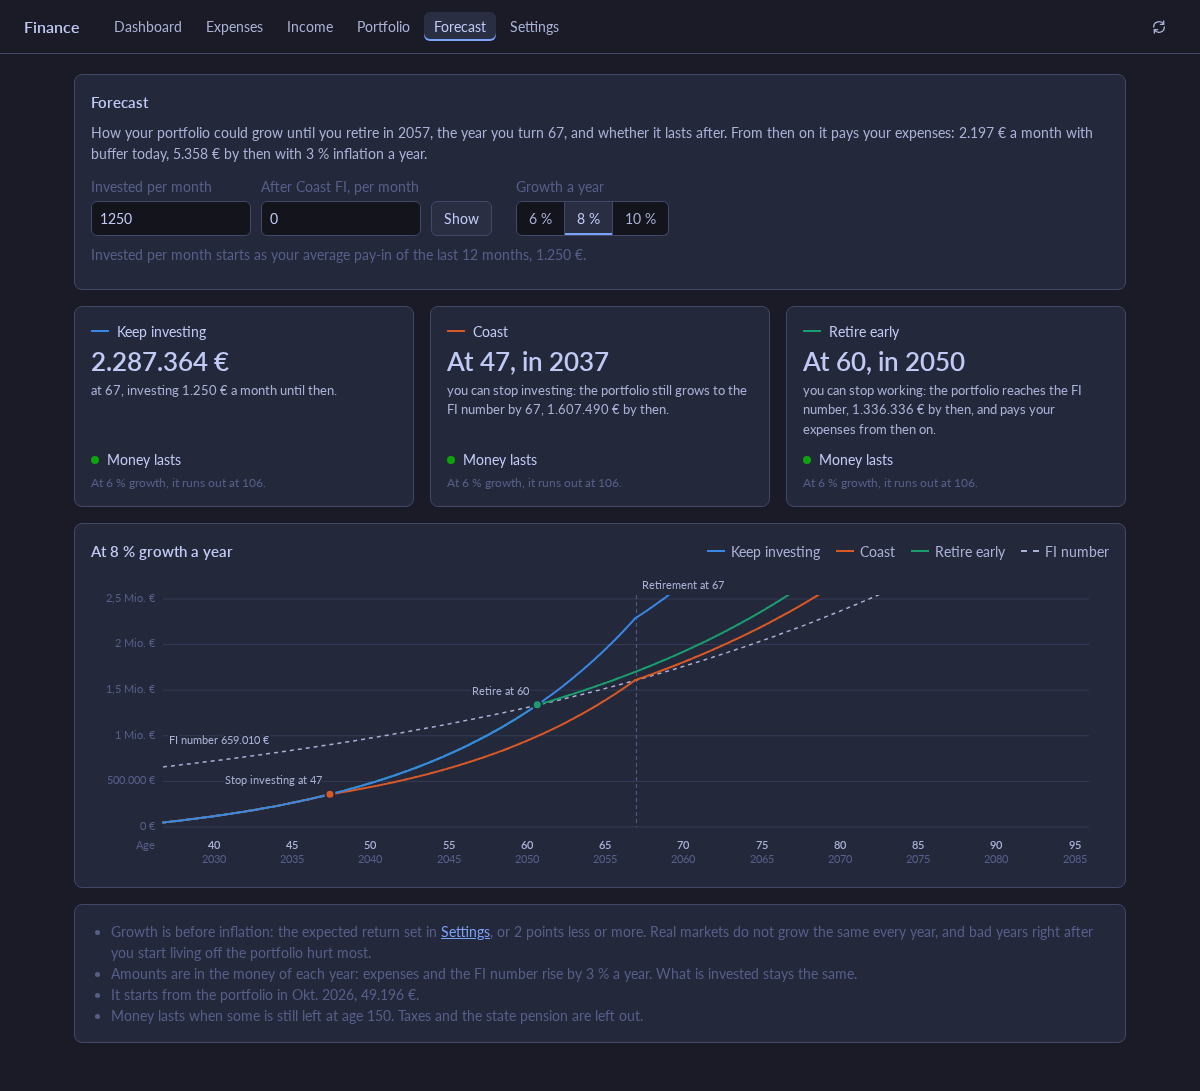 Finance
Dashboard
Expenses
Income
Portfolio
Forecast
Settings
Forecast
How your portfolio could grow until you retire in 2057, the year you turn 67, and whether it lasts after. From then on it pays your expenses: 2.197 € a month with
buffer today, 5.358 € by then with 3 % inflation a year.
Invested per month
After Coast FI, per month
Growth a year
1250
0
Show
6 %
8 %
10 %
Invested per month starts as your average pay-in of the last 12 months, 1.250 €.
Keep investing
2.287.364 €
at 67, investing 1.250 € a month until then.
Money lasts
At 6 % growth, it runs out at 106.
Coast
At 47, in 2037
you can stop investing: the portfolio still grows to the
FI number by 67, 1.607.490 € by then.
Money lasts
At 6 % growth, it runs out at 106.
Retire early
At 60, in 2050
you can stop working: the portfolio reaches the FI
number, 1.336.336 € by then, and pays your
expenses from then on.
Money lasts
At 6 % growth, it runs out at 106.
At 8 % growth a year
Keep investing
Coast
Retire early
FI number
Retirement at 67
2,5 Mio. €
2 Mio. €
1,5 Mio. €
Retire at 60
1 Mio. €
FI number 659.010 €
500.000 €
Stop investing at 47
0 €
Age
40 45 50 55 60 65 70 75 80 85 90 95
2030 2035 2040 2045 2050 2055 2060 2065 2070 2075 2080 2085
Growth is before inflation: the expected return set in Settings, or 2 points less or more. Real markets do not grow the same every year, and bad years right after
you start living off the portfolio hurt most.
Amounts are in the money of each year: expenses and the FI number rise by 3 % a year. What is invested stays the same.
It starts from the portfolio in Okt. 2026, 49.196 €.
Money lasts when some is still left at age 150. Taxes and the state pension are left out.